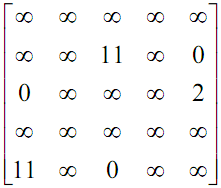 ∞ ∞ ∞ ∞ ∞
∞ ∞ 11 ∞ 0
0 ∞ ∞ ∞ 2
∞ ∞ ∞ ∞ ∞
11 ∞ 0 ∞ ∞